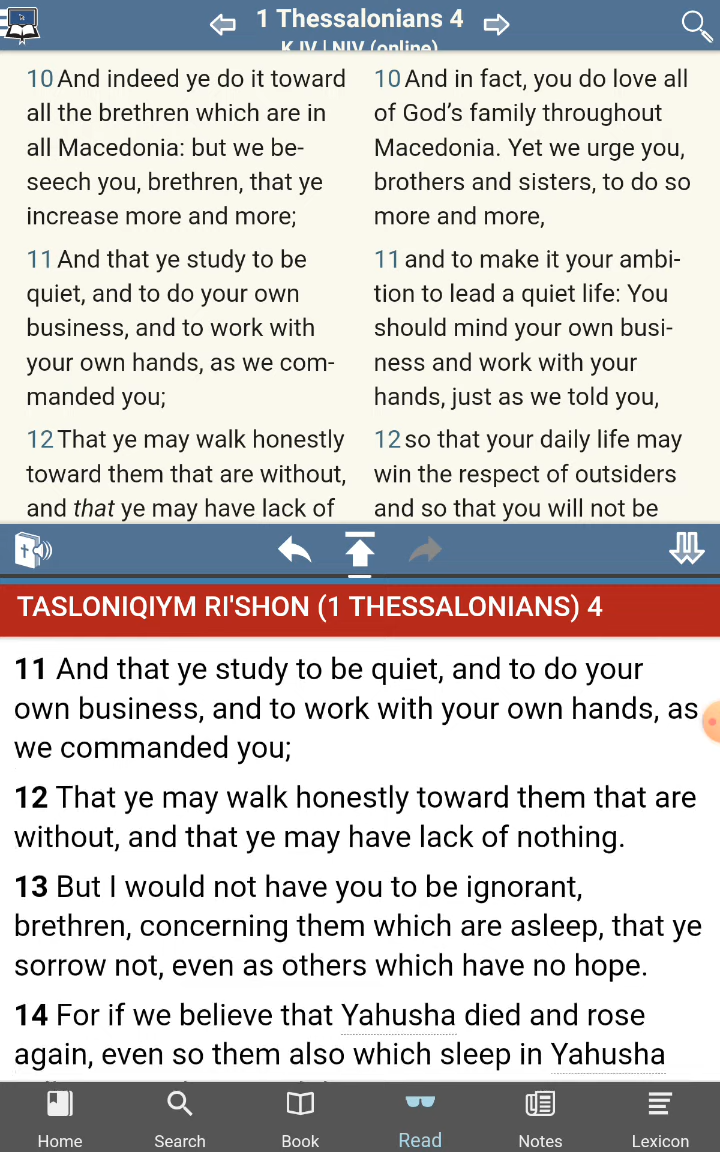 1 Thessalonians 4
KJV | NIV (online)
10 And indeed ye do it toward
all the brethren which are in
all Macedonia: but we be-
seech you, brethren, that ye
increase more and more;
11 And that ye study to be
quiet, and to do your own
business, and to work with
your own hands, as we com-
manded you;
12 That ye may walk honestly
toward them that are without,
and that ye may have lack of
10 And in fact, you do love all
of God’s family throughout
Macedonia. Yet we urge you,
brothers and sisters, to do so
more and more,
11 and to make it your ambi-
tion to lead a quiet life: You
should mind your own busi-
ness and work with your
hands, just as we told you,
12 so that your daily life may
win the respect of outsiders
and so that you will not be
TASLONIQIYM RI'SHON (1 THESSALONIANS) 4
11 And that ye study to be quiet, and to do your
own business, and to work with your own hands, as
we commanded you;
12 That ye may walk honestly toward them that are
without, and that ye may have lack of nothing.
13 But I would not have you to be ignorant,
brethren, concerning them which are asleep, that ye
sorrow not, even as others which have no hope.
14 For if we believe that Yahusha died and rose
again, even so them also which sleep in Yahusha
Home
Search
Book
Read
Notes
Lexicon